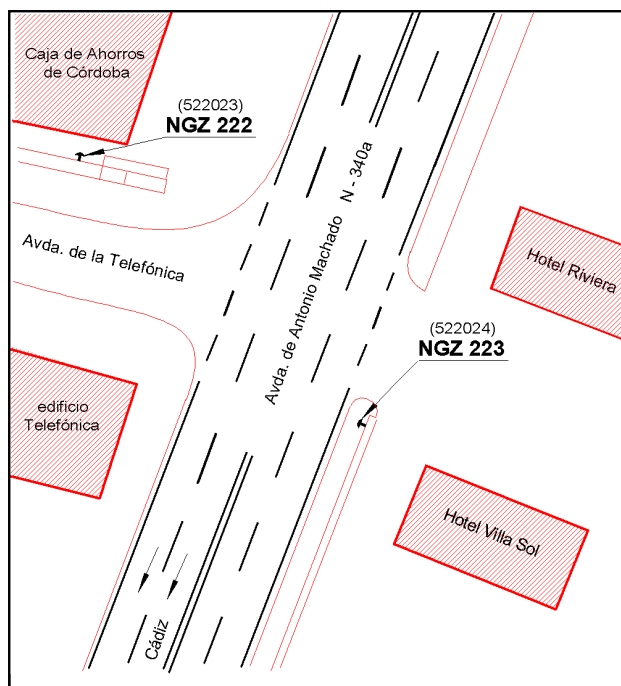 Caja de Ahorros
de Córdoba
(522023)
NGZ 222
Avda. de la Telefónica
Avda. de Antonio Machado N - 340a
Hotel Riviera
(522024)
NGZ 223
edificio
Telefónica
Hotel Villa Sol
Cádiz